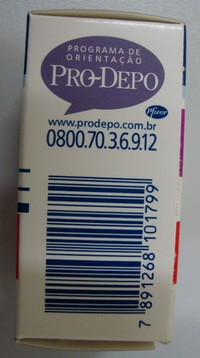 PROGRAMA DE
ORIENTAÇÃO
PRO-DEPO
Pfizer
www.prodepo.com.br
0800.70.3.6.9.12
7 891268 101799